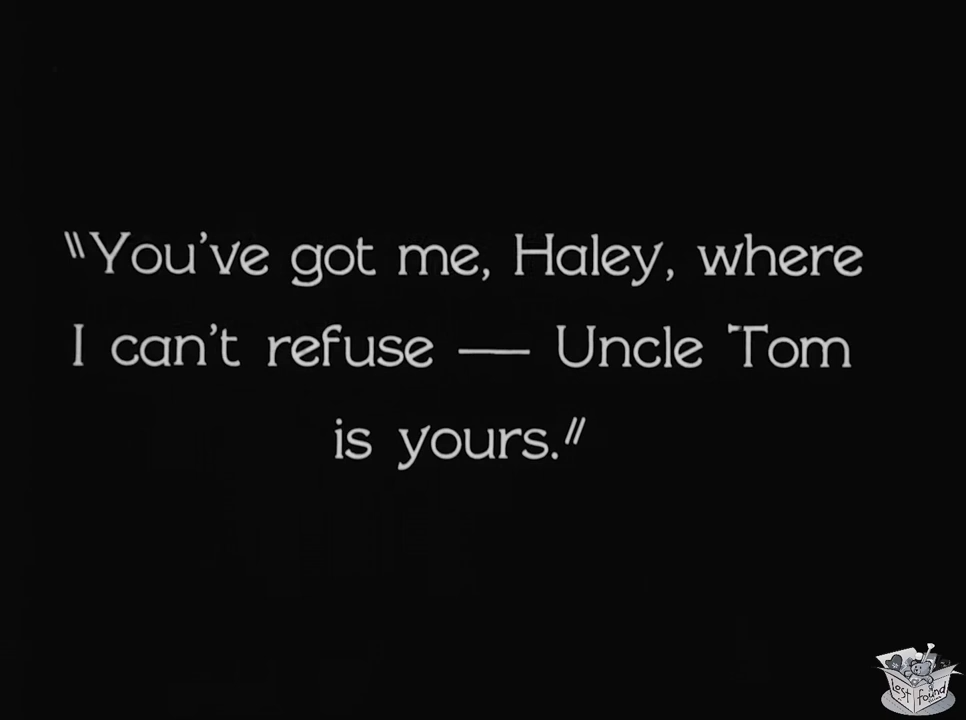 "You've got me, Haley, where
I can't refuse — Uncle Tom
is yours."
lost
found